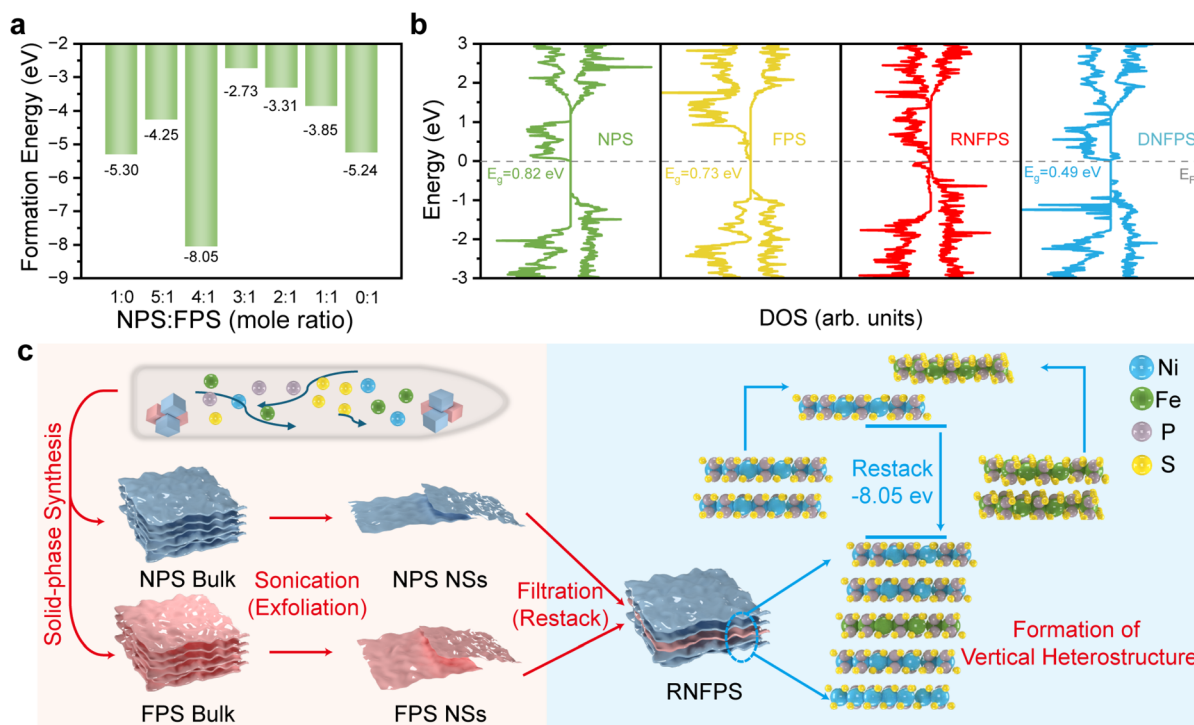 a
Formation Energy (eV)
-2
-3
-4
-5
-6
-7
-8
-9
-5.30
-4.25
-8.05
-2.73
-3.31
-3.85
-5.24
1:0 5:1 4:1 3:1 2:1 1:1 0:1
NPS:FPS (mole ratio)
b
Energy (eV)
3
2
1
0
-1
-2
-3
NPS
Eg=0.82 eV
FPS
Eg=0.73 eV
RNFPS
DNFPS
Eg=0.49 eV
EF
DOS (arb. units)
c
Solid-phase Synthesis
NPS Bulk
FPS Bulk
Sonication
(Exfoliation)
NPS NSs
FPS NSs
Filtration
(Restack)
RNFPS
Restack
-8.05 ev
Ni
Fe
P
S
Formation of
Vertical Heterostructure